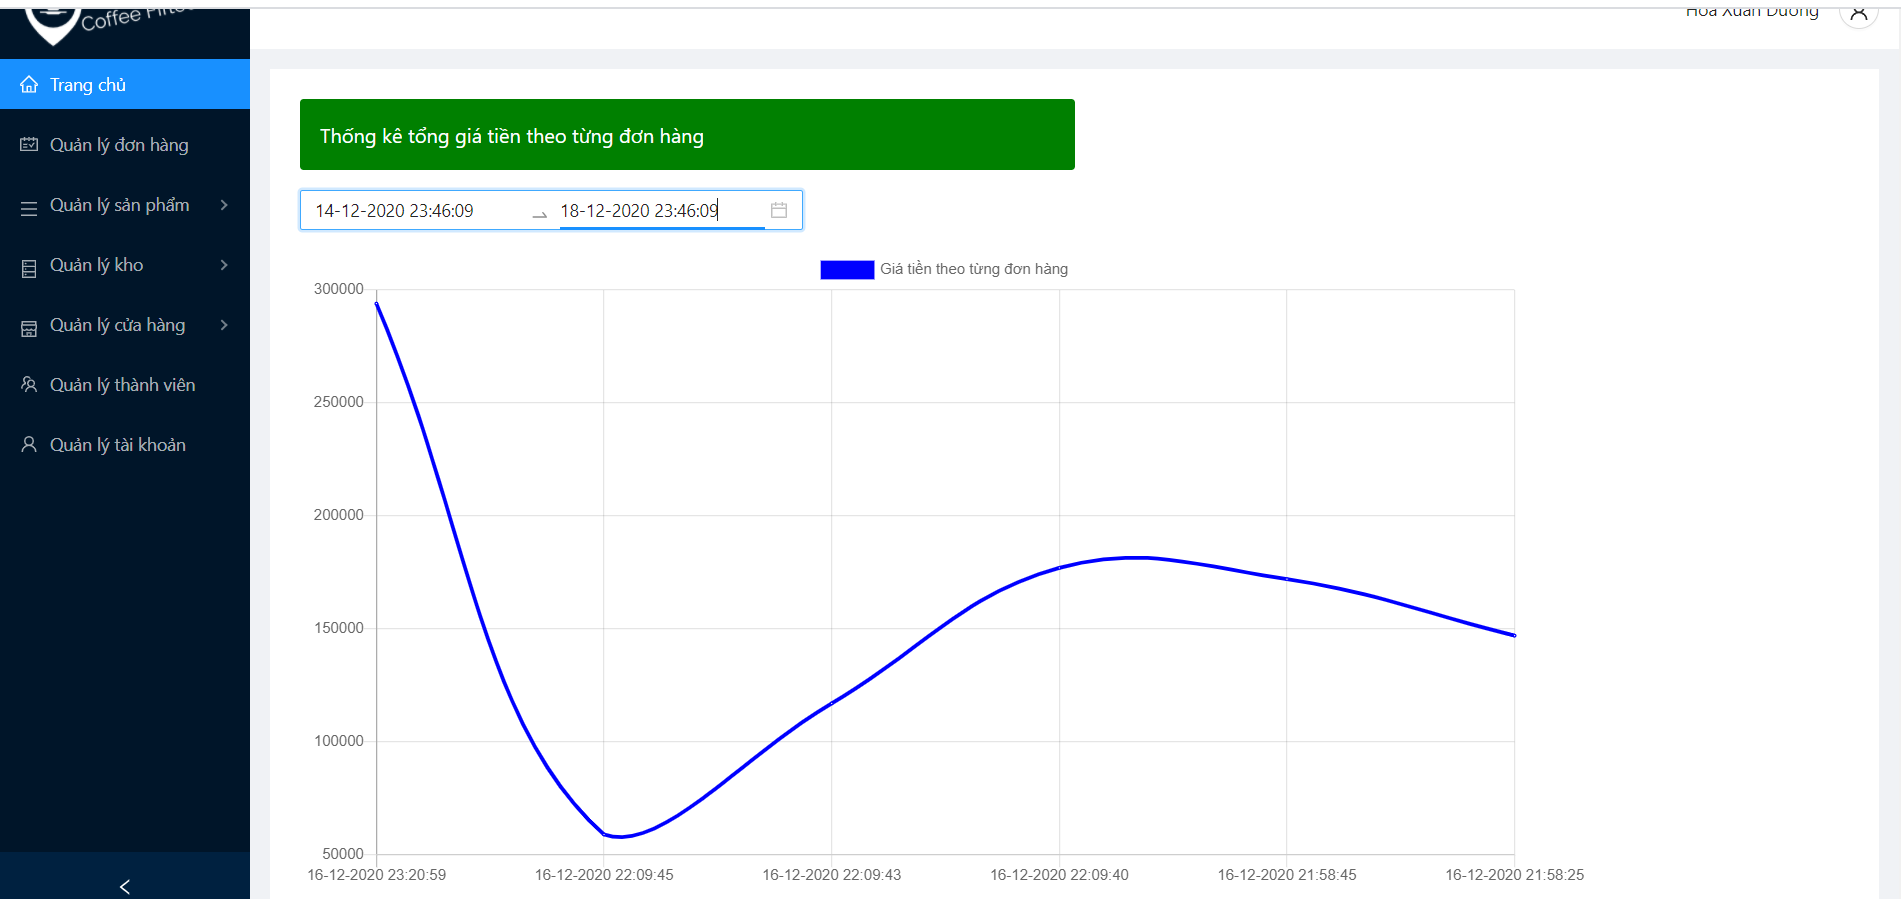 Coffee
Hoa Xuân Dương
Trang chủ
Quản lý đơn hàng
Quản lý sản phẩm
Quản lý kho
Quản lý cửa hàng
Quản lý thành viên
Quản lý tài khoản
Thống kê tổng giá tiền theo từng đơn hàng
14-12-2020 23:46:09 → 18-12-2020 23:46:09
Giá tiền theo từng đơn hàng
300000
250000
200000
150000
100000
50000
16-12-2020 23:20:59 16-12-2020 22:09:45 16-12-2020 22:09:43 16-12-2020 22:09:40 16-12-2020 21:58:45 16-12-2020 21:58:25